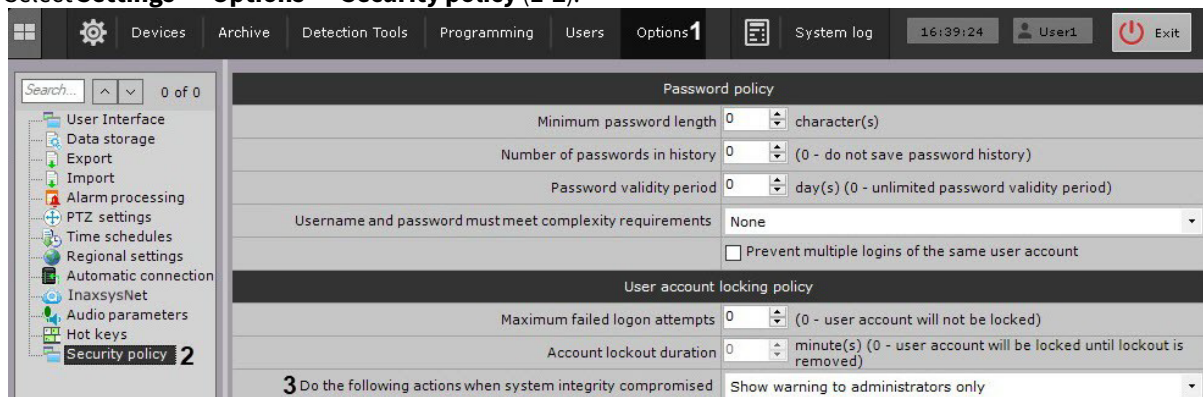 Select Settings -> Options -> Security policy (1-2).
Devices Archive Detection Tools Programming Users Options 1 System log 16:39:24 User1 Exit
Search... 0 of 0
User Interface
Data storage
Export
Import
Alarm processing
PTZ settings
Time schedules
Regional settings
Automatic connection
InaxsysNet
Audio parameters
Hot keys
Security policy 2
Password policy
Minimum password length 0 character(s)
Number of passwords in history 0 (0 - do not save password history)
Password validity period 0 day(s) (0 - unlimited password validity period)
Username and password must meet complexity requirements None
Prevent multiple logins of the same user account
User account locking policy
Maximum failed logon attempts 0 (0 - user account will not be locked)
Account lockout duration 0 minute(s) (0 - user account will be locked until lockout is
removed)
3 Do the following actions when system integrity compromised Show warning to administrators only